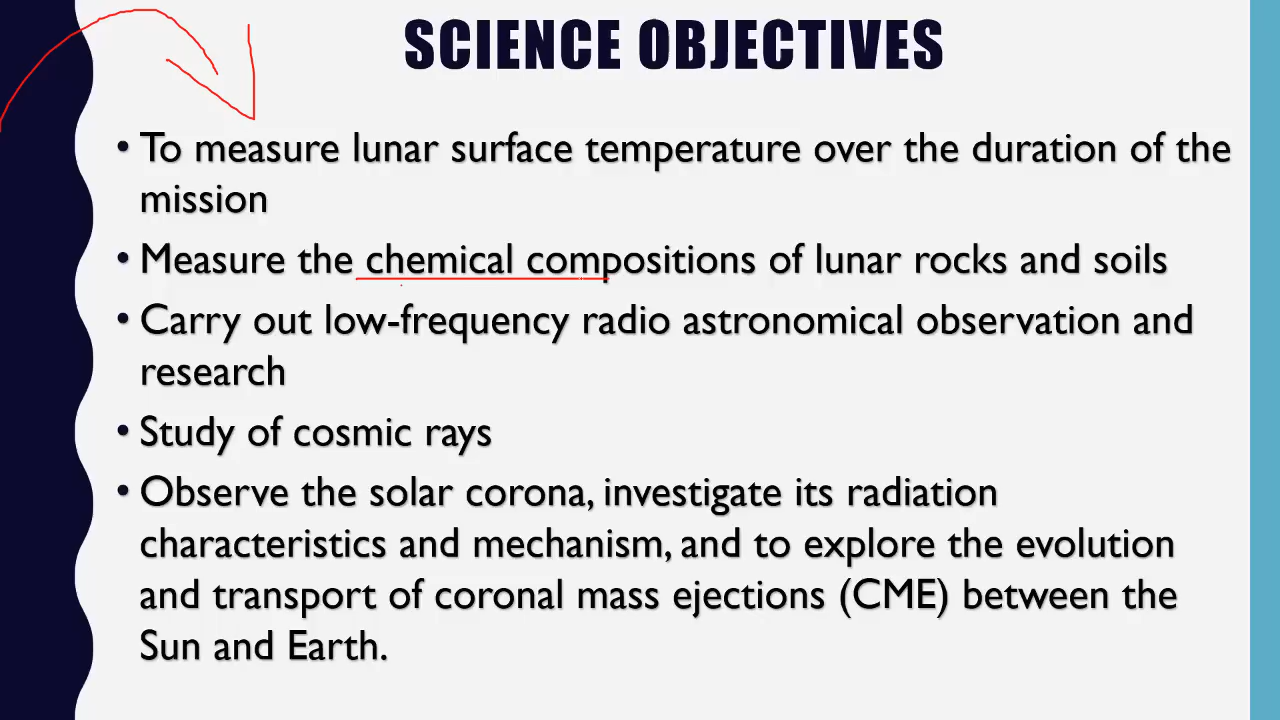 SCIENCE OBJECTIVES
• To measure lunar surface temperature over the duration of the
mission
• Measure the chemical compositions of lunar rocks and soils
• Carry out low-frequency radio astronomical observation and
research
• Study of cosmic rays
• Observe the solar corona, investigate its radiation
characteristics and mechanism, and to explore the evolution
and transport of coronal mass ejections (CME) between the
Sun and Earth.